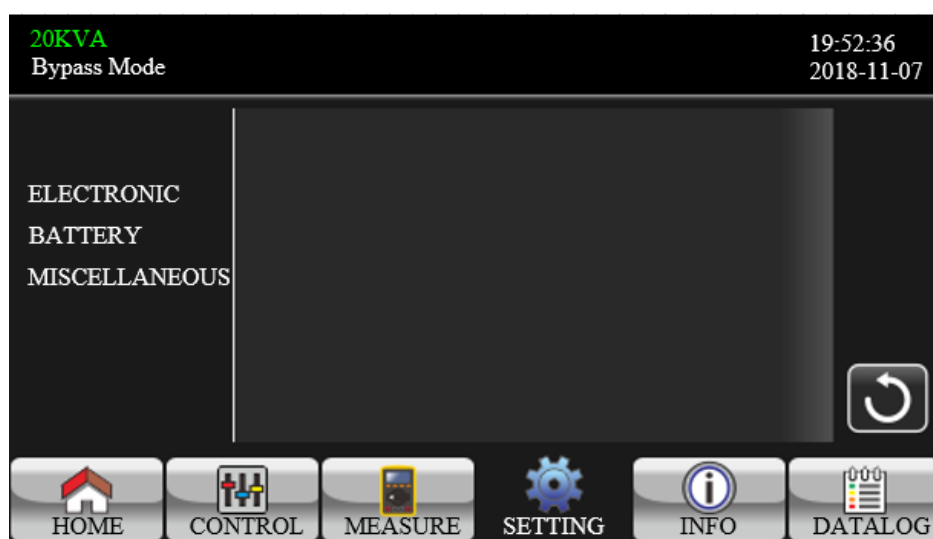 20KVA
Bypass Mode
19:52:36
2018-11-07
ELECTRONIC
BATTERY
MISCELLANEOUS
HOME
CONTROL
MEASURE
SETTING
INFO
DATALOG